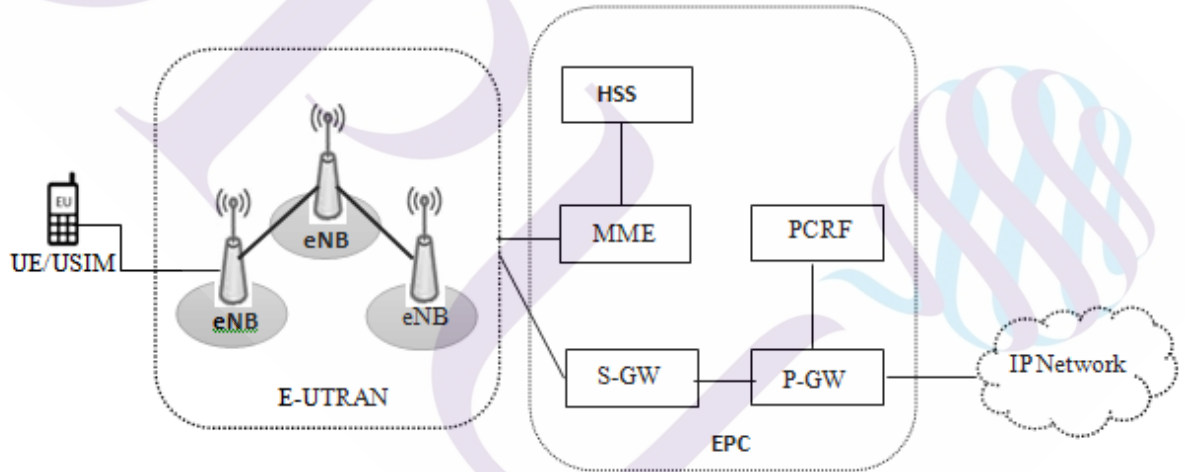 EU
UE/USIM
eNB
eNB
eNB
E-UTRAN
HSS
MME
PCRF
S-GW
P-GW
EPC
IP Network